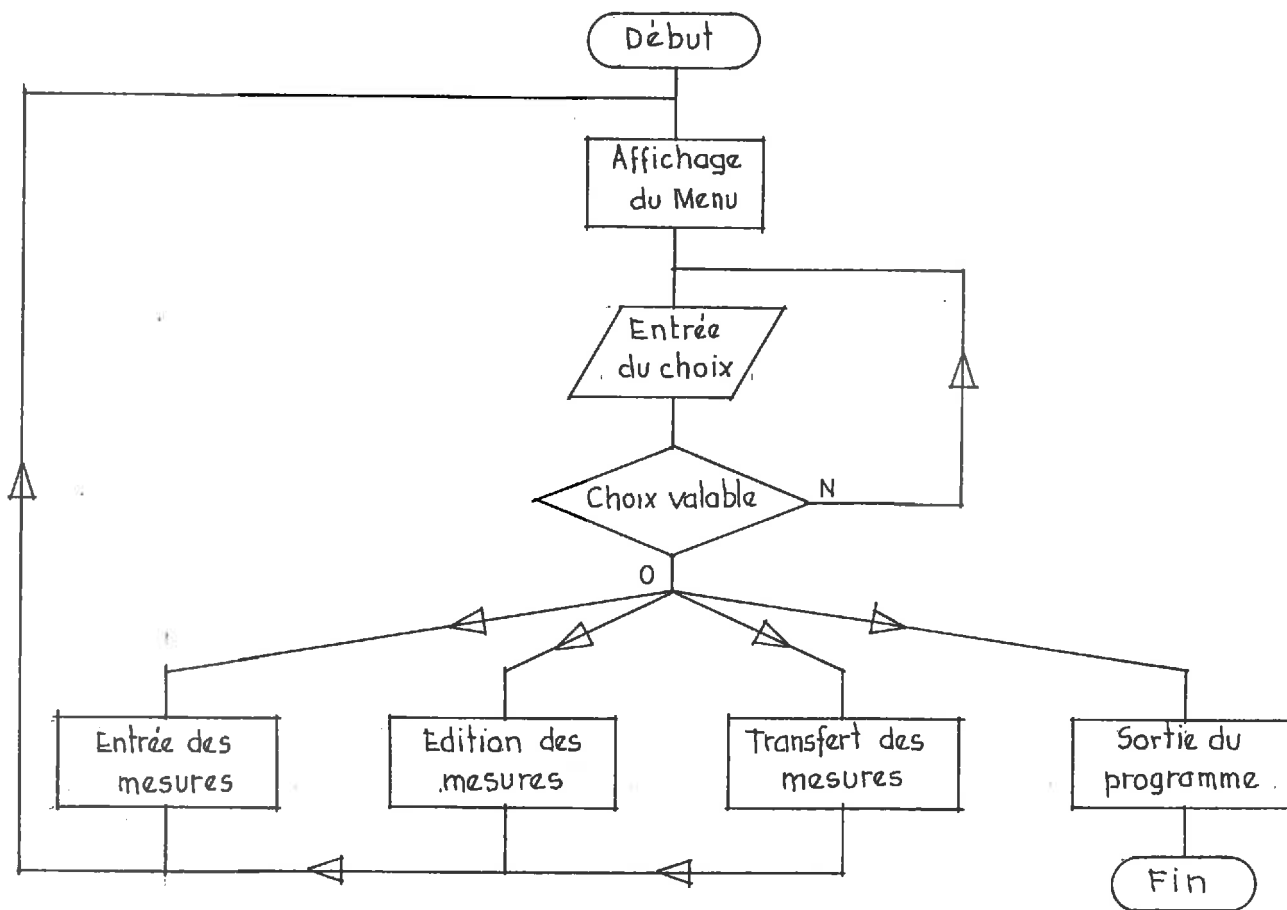 Début
Affichage
du Menu
Entrée
du choix
Choix valable
N
O
Entrée des
mesures
Edition des
mesures
Transfert des
mesures
Sortie du
programme
Fin